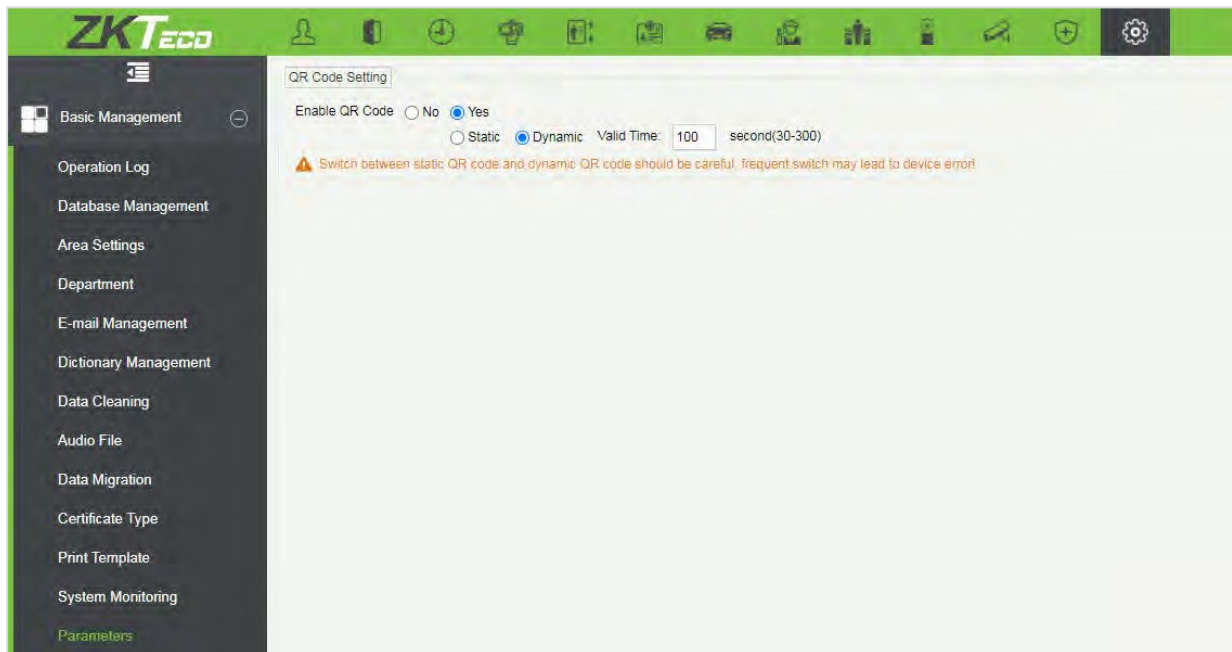 ZKTECO
QR Code Setting
Basic Management
Enable QR Code No Yes
Static Dynamic Valid Time: 100 second(30-300)
Switch between static QR code and dynamic QR code should be careful, frequent switch may lead to device error!
Operation Log
Database Management
Area Settings
Department
E-mail Management
Dictionary Management
Data Cleaning
Audio File
Data Migration
Certificate Type
Print Template
System Monitoring
Parameters